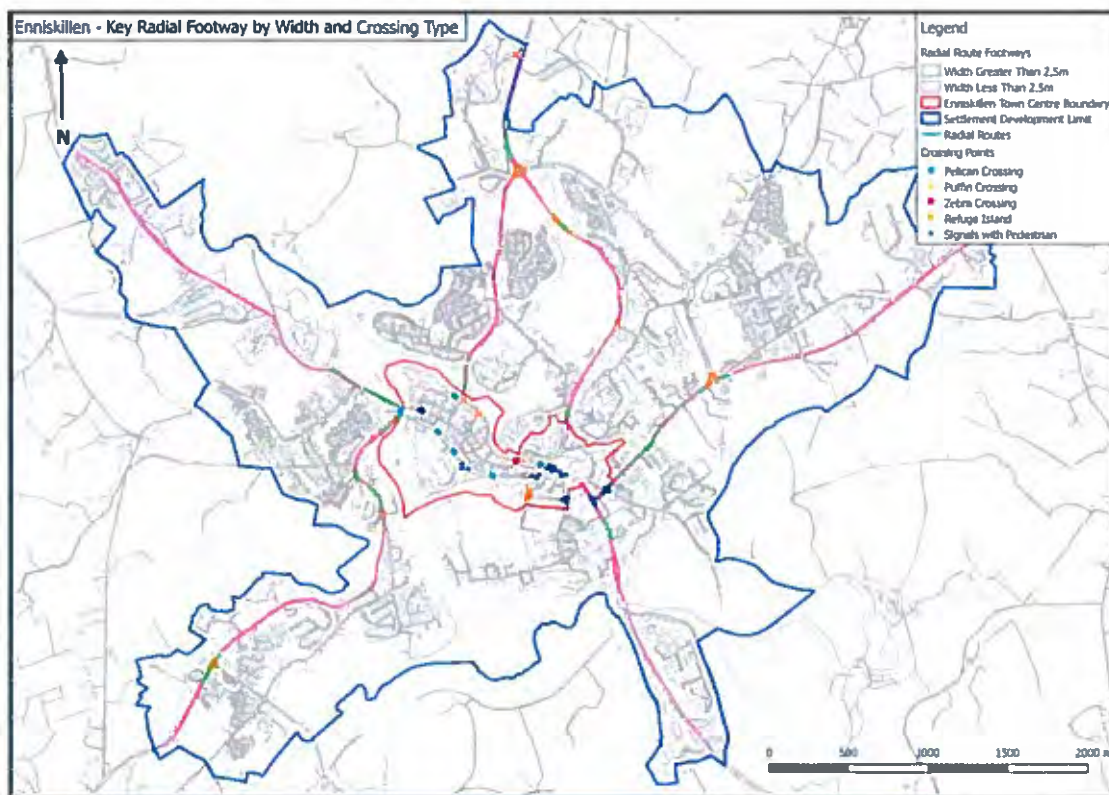 Enniskillen - Key Radial Footway by Width and Crossing Type
N
Legend
Radial Route Footways
Width Greater Than 2.5m
Width Less Than 2.5m
Enniskillen Town Centre Boundary
Settlement Development Limit
Radial Routes
Crossing Points
Pelican Crossing
Puffin Crossing
Zebra Crossing
Refuge Island
Signals with Pedestrian
0 500 1000 1500 2000 m